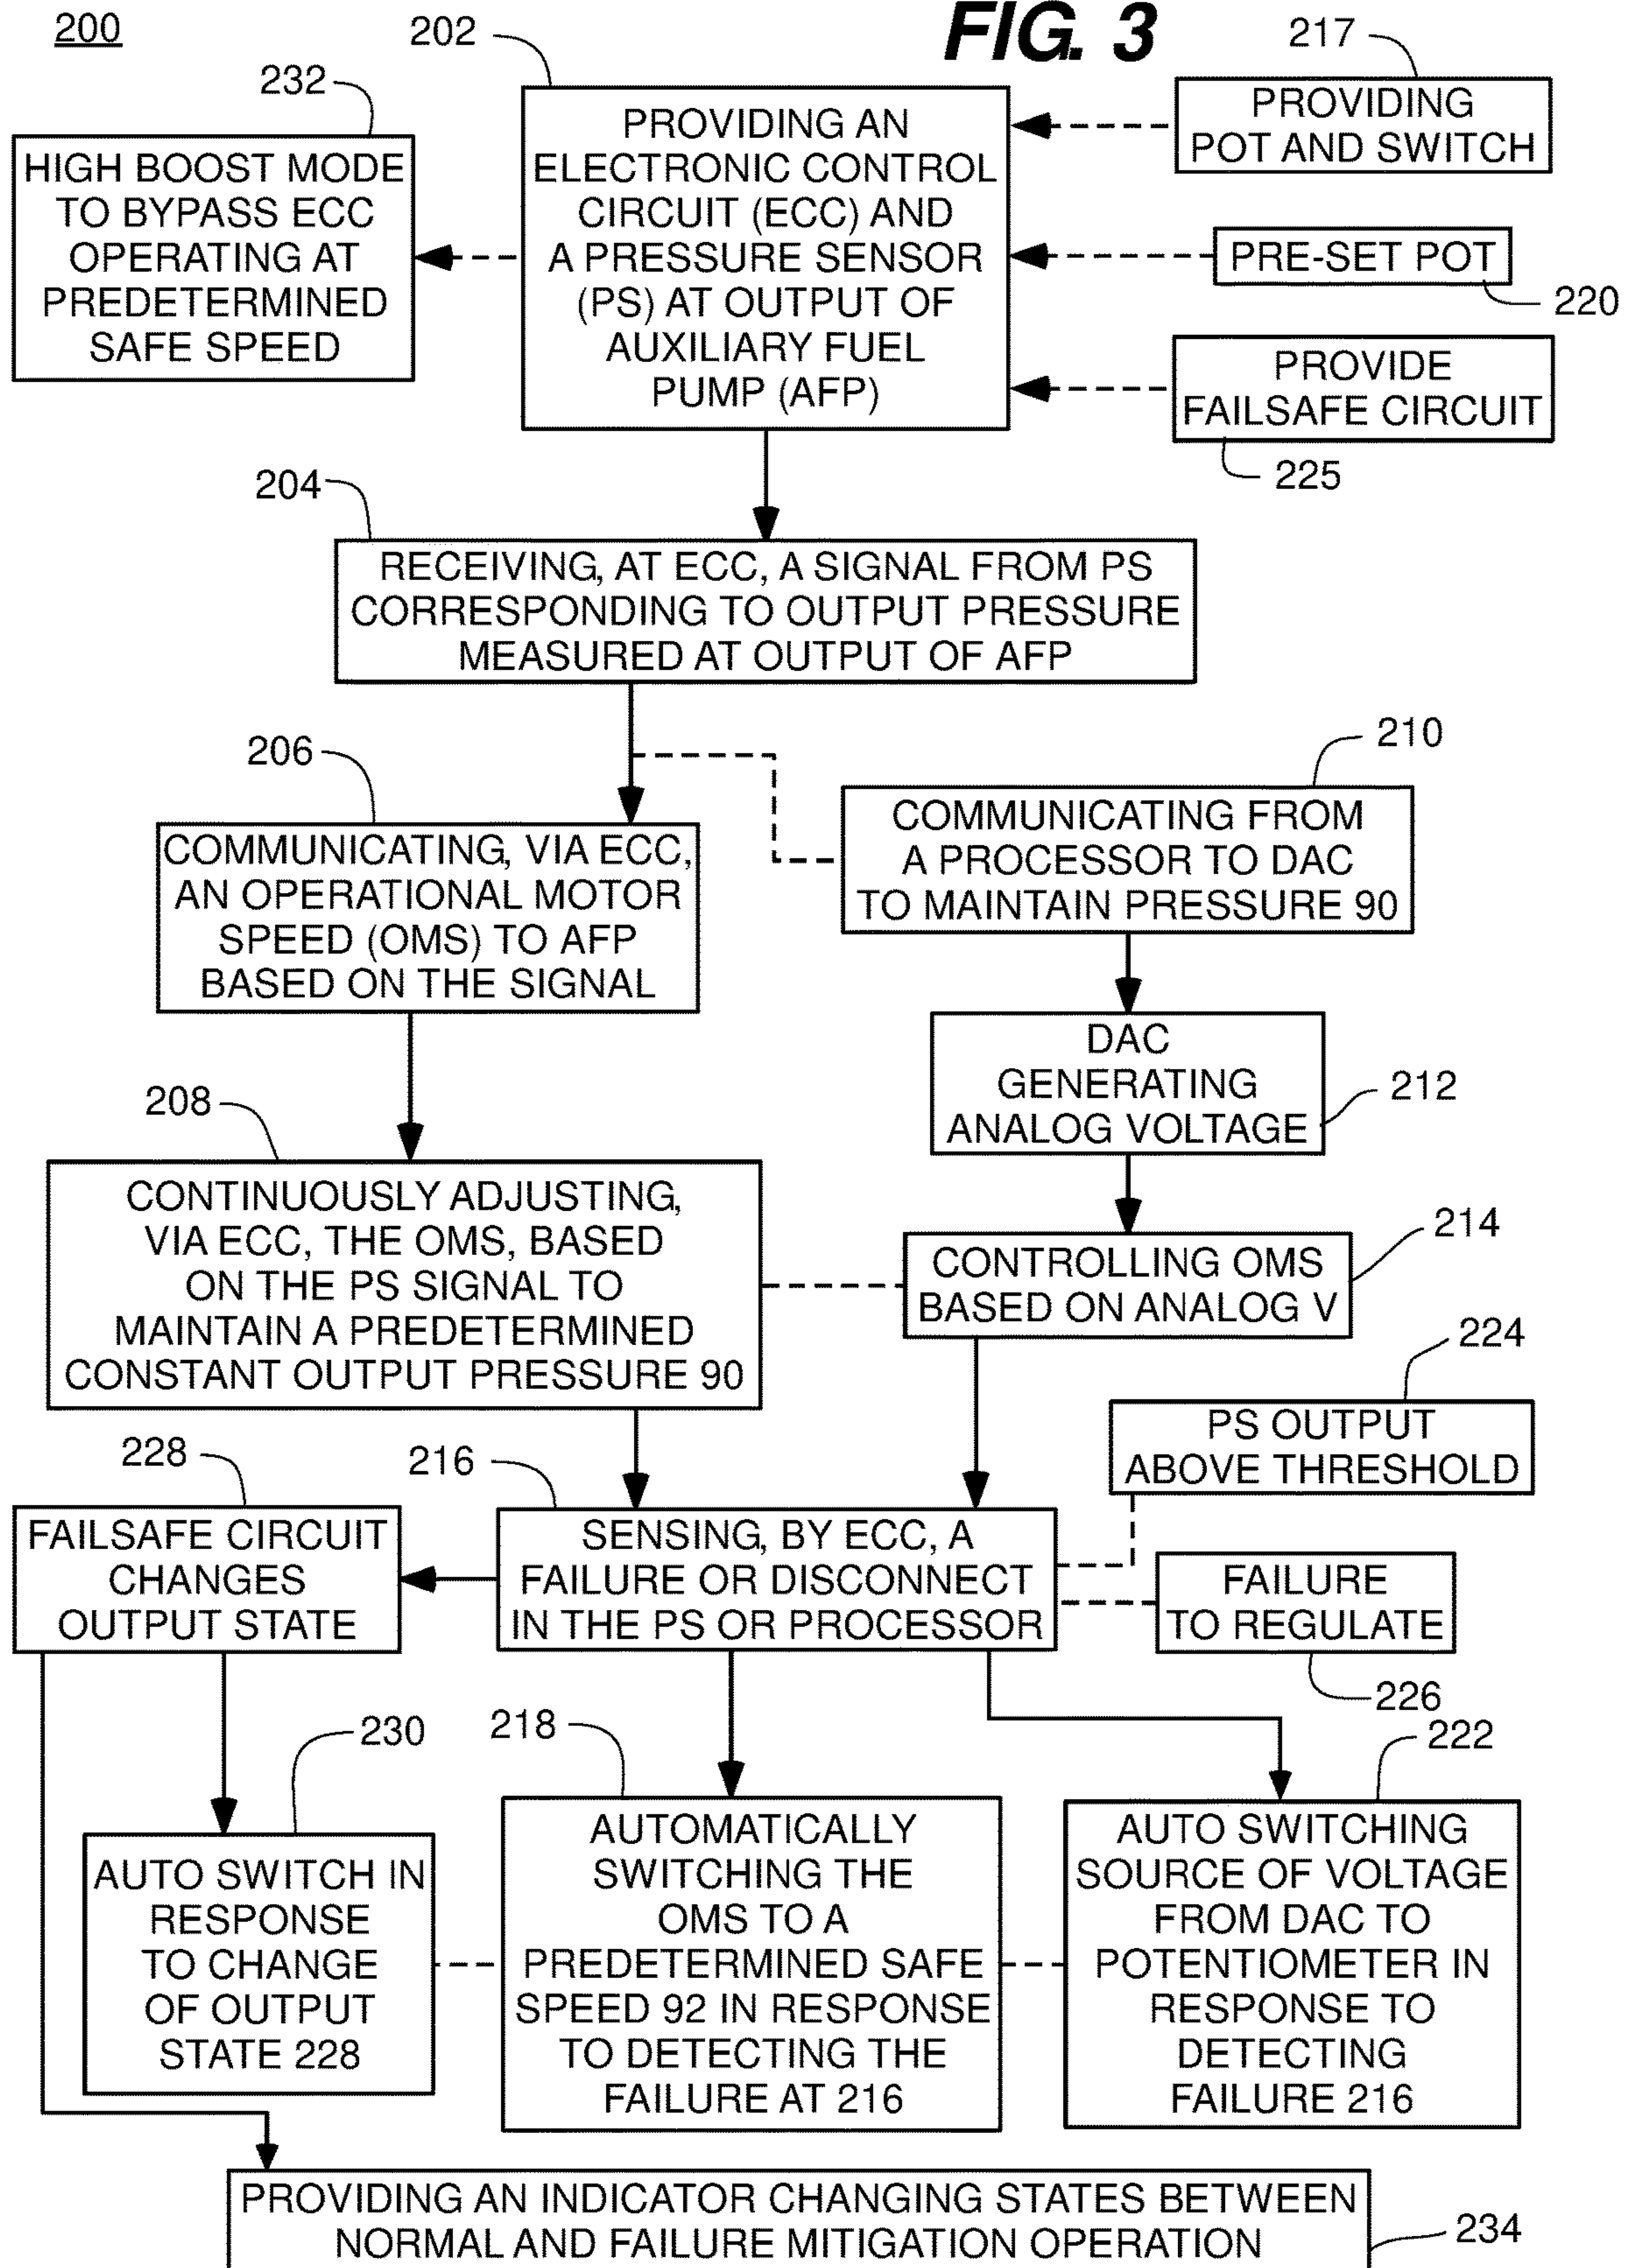 200
202
FIG. 3
217
232
PROVIDING
POT AND SWITCH
PROVIDING AN
ELECTRONIC CONTROL
CIRCUIT (ECC) AND
A PRESSURE SENSOR
(PS) AT OUTPUT OF
AUXILIARY FUEL
PUMP (AFP)
HIGH BOOST MODE
TO BYPASS ECC
OPERATING AT
PREDETERMINED
SAFE SPEED
PRE-SET POT
220
PROVIDE
FAILSAFE CIRCUIT
225
204
RECEIVING, AT ECC, A SIGNAL FROM PS
CORRESPONDING TO OUTPUT PRESSURE
MEASURED AT OUTPUT OF AFP
206
210
COMMUNICATING, VIA ECC,
AN OPERATIONAL MOTOR
SPEED (OMS) TO AFP
BASED ON THE SIGNAL
COMMUNICATING FROM
A PROCESSOR TO DAC
TO MAINTAIN PRESSURE 90
208
DAC
GENERATING
ANALOG VOLTAGE
212
CONTINUOUSLY ADJUSTING,
VIA ECC, THE OMS, BASED
ON THE PS SIGNAL TO
MAINTAIN A PREDETERMINED
CONSTANT OUTPUT PRESSURE 90
214
CONTROLLING OMS
BASED ON ANALOG V
224
PS OUTPUT
ABOVE THRESHOLD
228
216
FAILSAFE CIRCUIT
CHANGES
OUTPUT STATE
SENSING, BY ECC, A
FAILURE OR DISCONNECT
IN THE PS OR PROCESSOR
FAILURE
TO REGULATE
226
230
218
222
AUTO SWITCH IN
RESPONSE
TO CHANGE
OF OUTPUT
STATE 228
AUTOMATICALLY
SWITCHING THE
OMS TO A
PREDETERMINED SAFE
SPEED 92 IN RESPONSE
TO DETECTING THE
FAILURE AT 216
AUTO SWITCHING
SOURCE OF VOLTAGE
FROM DAC TO
POTENTIOMETER IN
RESPONSE TO
DETECTING
FAILURE 216
PROVIDING AN INDICATOR CHANGING STATES BETWEEN
NORMAL AND FAILURE MITIGATION OPERATION
234